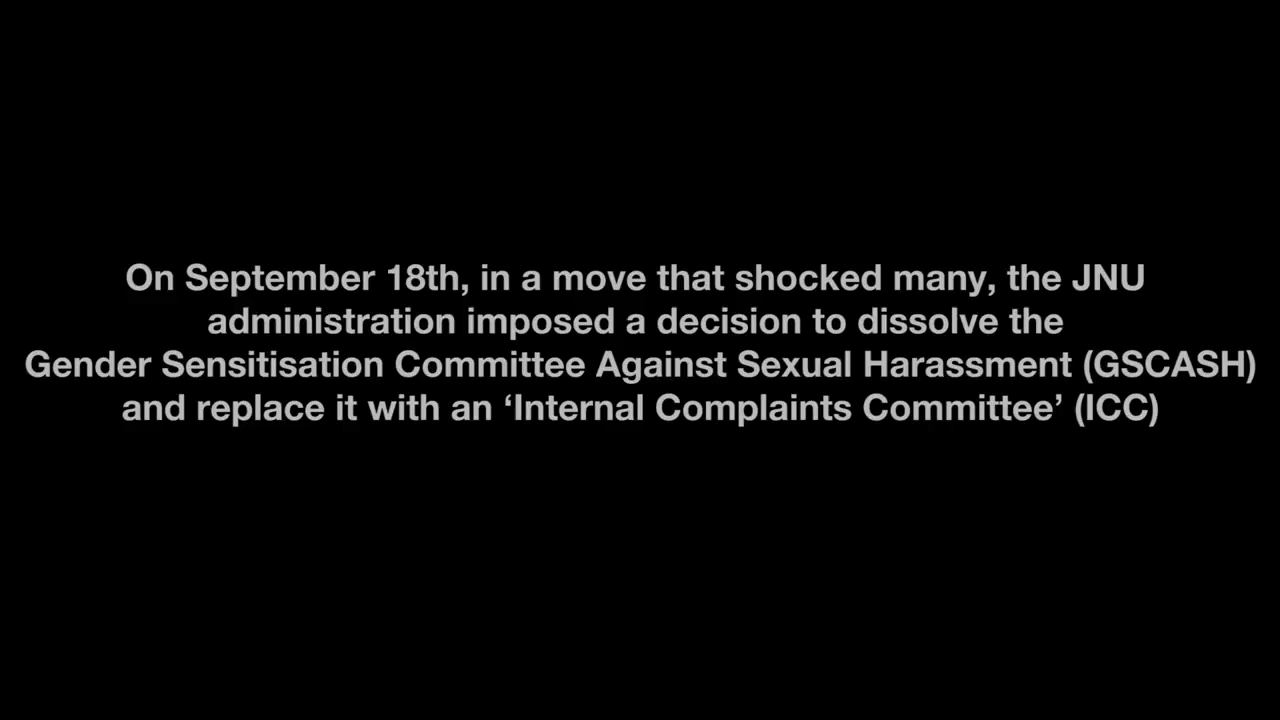 On September 18th, in a move that shocked many, the JNU
administration imposed a decision to dissolve the
Gender Sensitisation Committee Against Sexual Harassment (GSCASH)
and replace it with an ‘Internal Complaints Committee’ (ICC)